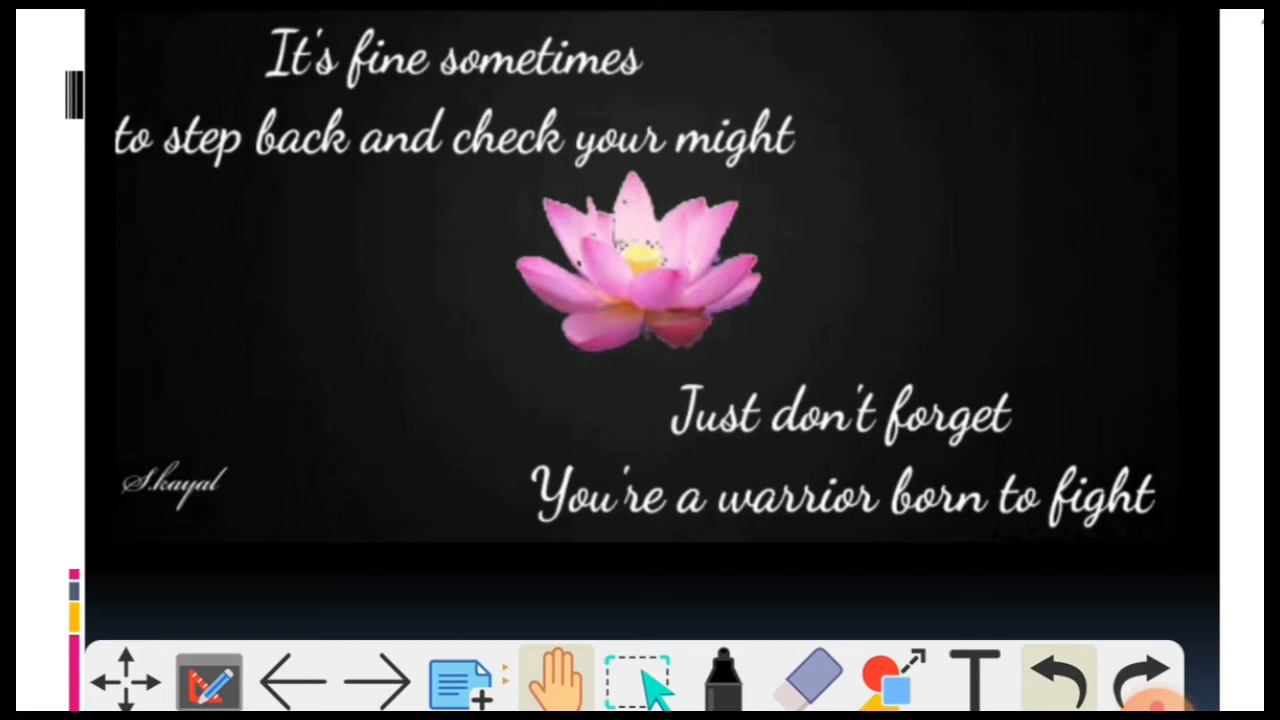 It's fine sometimes
to step back and check your might
Just don't forget
You're a warrior born to fight
S.kayal